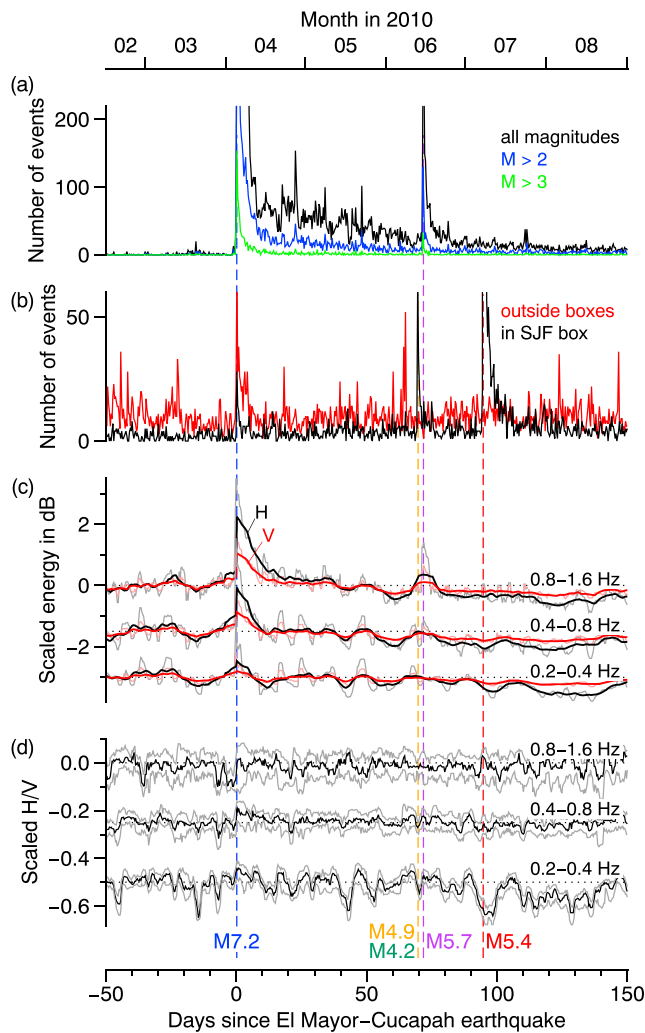 Month in 2010
02 03 04 05 06 07 08
(a)
200
100
0
Number of events
all magnitudes
M > 2
M > 3
(b)
50
0
Number of events
outside boxes
in SJF box
(c)
2
0
−2
Scaled energy in dB
H
V
0.8−1.6 Hz
0.4−0.8 Hz
0.2−0.4 Hz
(d)
0.0
−0.2
−0.4
−0.6
Scaled H/V
0.8−1.6 Hz
0.4−0.8 Hz
0.2−0.4 Hz
M7.2
M4.9
M4.2
M5.7
M5.4
−50 0 50 100 150
Days since El Mayor−Cucapah earthquake